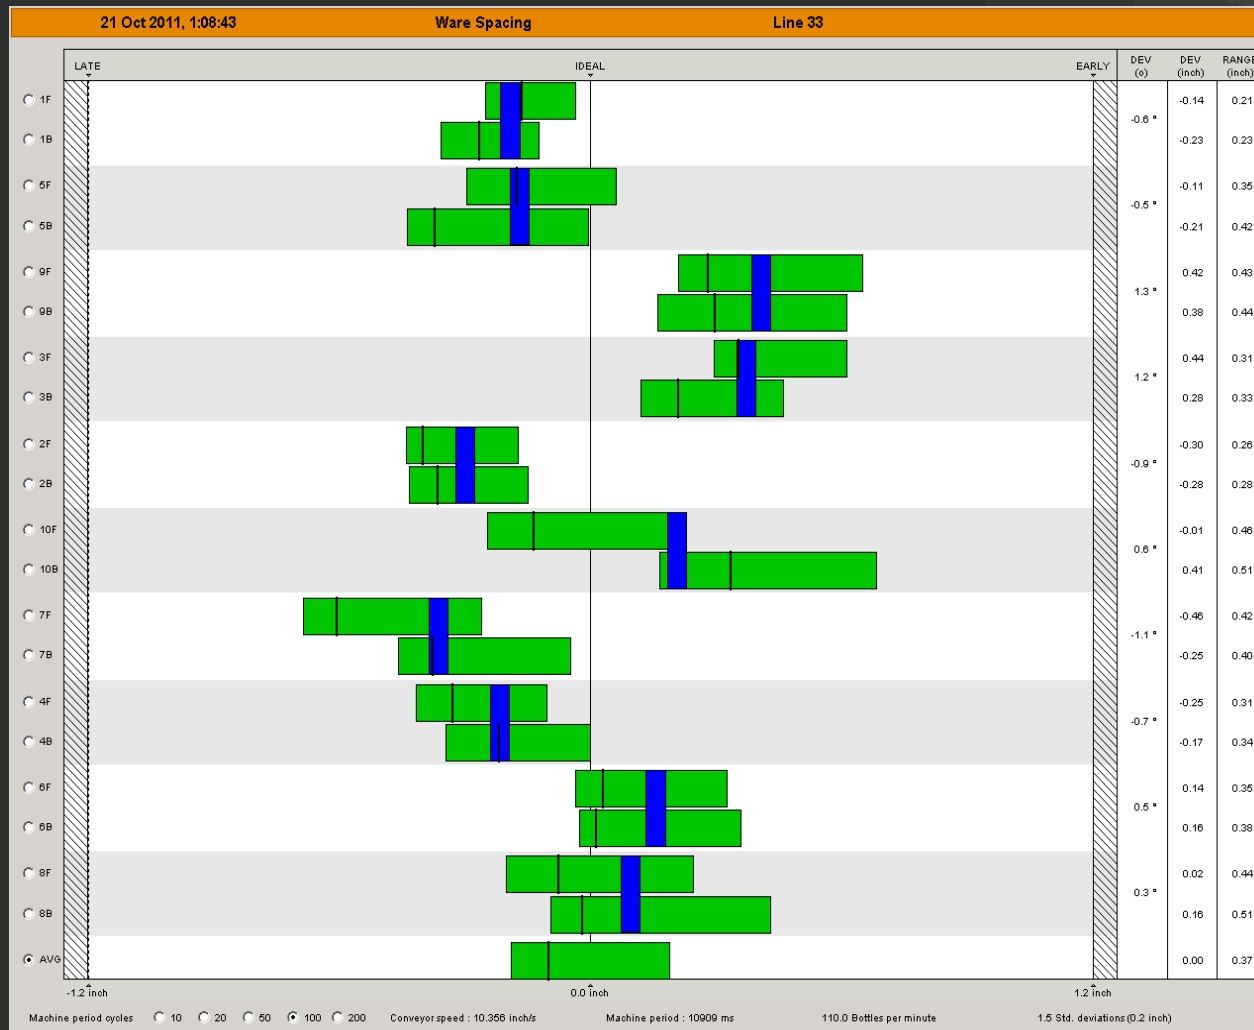 21 Oct 2011, 1:08:43 Ware Spacing Line 33
LATE IDEAL EARLY DEV (o) DEV (inch) RANGE (inch)
1F -0.14 0.21
-0.6 °
1B -0.23 0.23
5F -0.11 0.35
-0.5 °
5B -0.21 0.42
9F 0.42 0.43
1.3 °
9B 0.38 0.44
3F 0.44 0.31
1.2 °
3B 0.28 0.33
2F -0.30 0.26
-0.9 °
2B -0.28 0.28
10F -0.01 0.46
0.6 °
10B 0.41 0.51
7F -0.46 0.42
-1.1 °
7B -0.25 0.40
4F -0.25 0.31
-0.7 °
4B -0.17 0.34
6F 0.14 0.35
0.5 °
6B 0.16 0.38
8F 0.02 0.44
0.3 °
8B 0.16 0.51
AVG 0.00 0.37
-1.2 inch 0.0 inch 1.2 inch
Machine period cycles 10 20 50 100 200 Conveyor speed : 10.356 inch/s Machine period : 10909 ms 110.0 Bottles per minute 1.5 Std. deviations (0.2 inch)